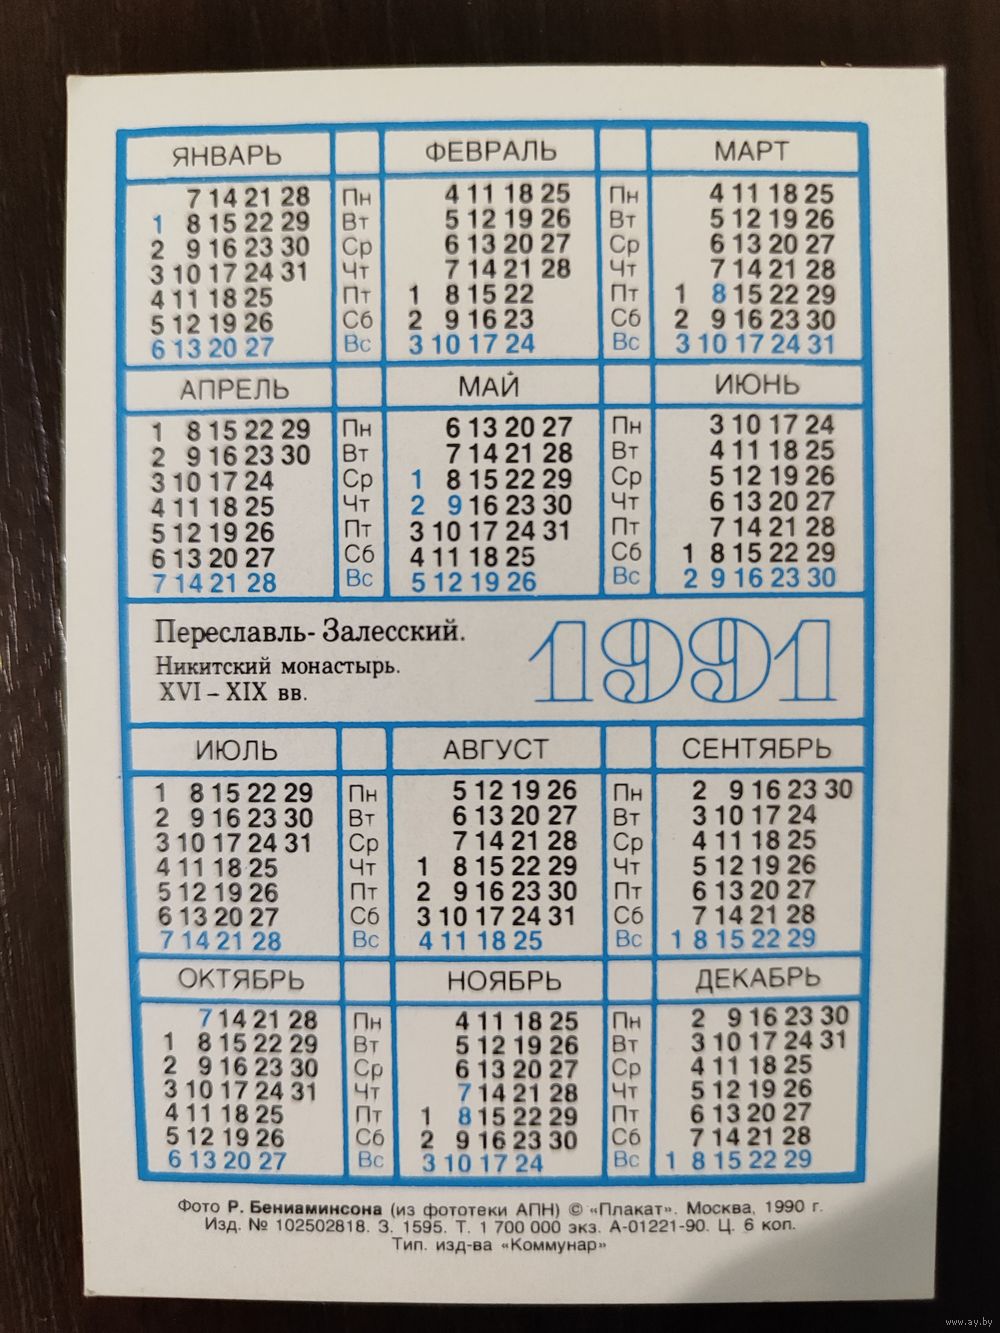 ЯНВАРЬ ФЕВРАЛЬ МАРТ
7 14 21 28 Пн 4 11 18 25 Пн 4 11 18 25
1 8 15 22 29 Вт 5 12 19 26 Вт 5 12 19 26
2 9 16 23 30 Ср 6 13 20 27 Ср 6 13 20 27
3 10 17 24 31 Чт 7 14 21 28 Чт 7 14 21 28
4 11 18 25 Пт 1 8 15 22 Пт 1 8 15 22 29
5 12 19 26 Сб 2 9 16 23 Сб 2 9 16 23 30
6 13 20 27 Вс 3 10 17 24 Вс 3 10 17 24 31
АПРЕЛЬ МАЙ ИЮНЬ
1 8 15 22 29 Пн 6 13 20 27 Пн 3 10 17 24
2 9 16 23 30 Вт 7 14 21 28 Вт 4 11 18 25
3 10 17 24 Ср 1 8 15 22 29 Ср 5 12 19 26
4 11 18 25 Чт 2 9 16 23 30 Чт 6 13 20 27
5 12 19 26 Пт 3 10 17 24 31 Пт 7 14 21 28
6 13 20 27 Сб 4 11 18 25 Сб 1 8 15 22 29
7 14 21 28 Вс 5 12 19 26 Вс 2 9 16 23 30
Переславль-Залесский.
Никитский монастырь.
XVI – XIX вв.
1991
ИЮЛЬ АВГУСТ СЕНТЯБРЬ
1 8 15 22 29 Пн 5 12 19 26 Пн 2 9 16 23 30
2 9 16 23 30 Вт 6 13 20 27 Вт 3 10 17 24
3 10 17 24 31 Ср 7 14 21 28 Ср 4 11 18 25
4 11 18 25 Чт 1 8 15 22 29 Чт 5 12 19 26
5 12 19 26 Пт 2 9 16 23 30 Пт 6 13 20 27
6 13 20 27 Сб 3 10 17 24 31 Сб 7 14 21 28
7 14 21 28 Вс 4 11 18 25 Вс 1 8 15 22 29
ОКТЯБРЬ НОЯБРЬ ДЕКАБРЬ
7 14 21 28 Пн 4 11 18 25 Пн 2 9 16 23 30
1 8 15 22 29 Вт 5 12 19 26 Вт 3 10 17 24 31
2 9 16 23 30 Ср 6 13 20 27 Ср 4 11 18 25
3 10 17 24 31 Чт 7 14 21 28 Чт 5 12 19 26
4 11 18 25 Пт 1 8 15 22 29 Пт 6 13 20 27
5 12 19 26 Сб 2 9 16 23 30 Сб 7 14 21 28
6 13 20 27 Вс 3 10 17 24 Вс 1 8 15 22 29
Фото Р. Бениаминсона (из фототеки АПН) © «Плакат». Москва, 1990 г.
Изд. № 102502818. З. 1595. Т. 1 700 000 экз. А-01221-90. Ц. 6 коп.
Тип. изд-ва «Коммунар»
www.ay.by